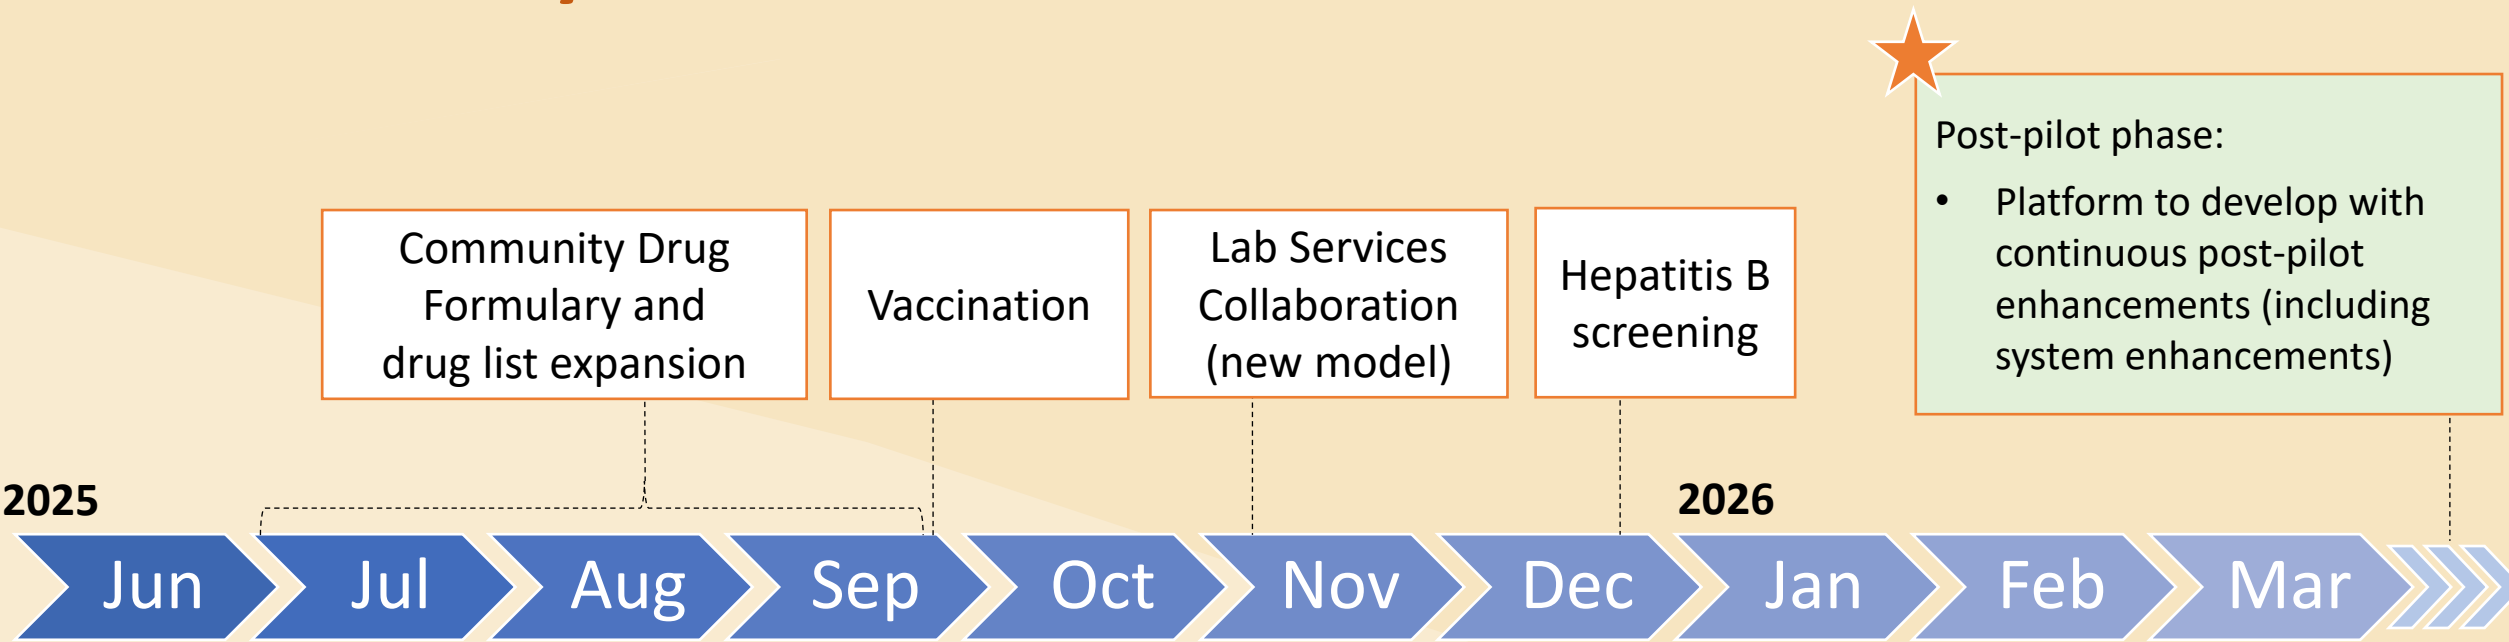 Post-pilot phase:
• Platform to develop with
continuous post-pilot
enhancements (including
system enhancements)
Community Drug
Formulary and
drug list expansion
Vaccination
Lab Services
Collaboration
(new model)
Hepatitis B
screening
2025
2026
Jun
Jul
Aug
Sep
Oct
Nov
Dec
Jan
Feb
Mar